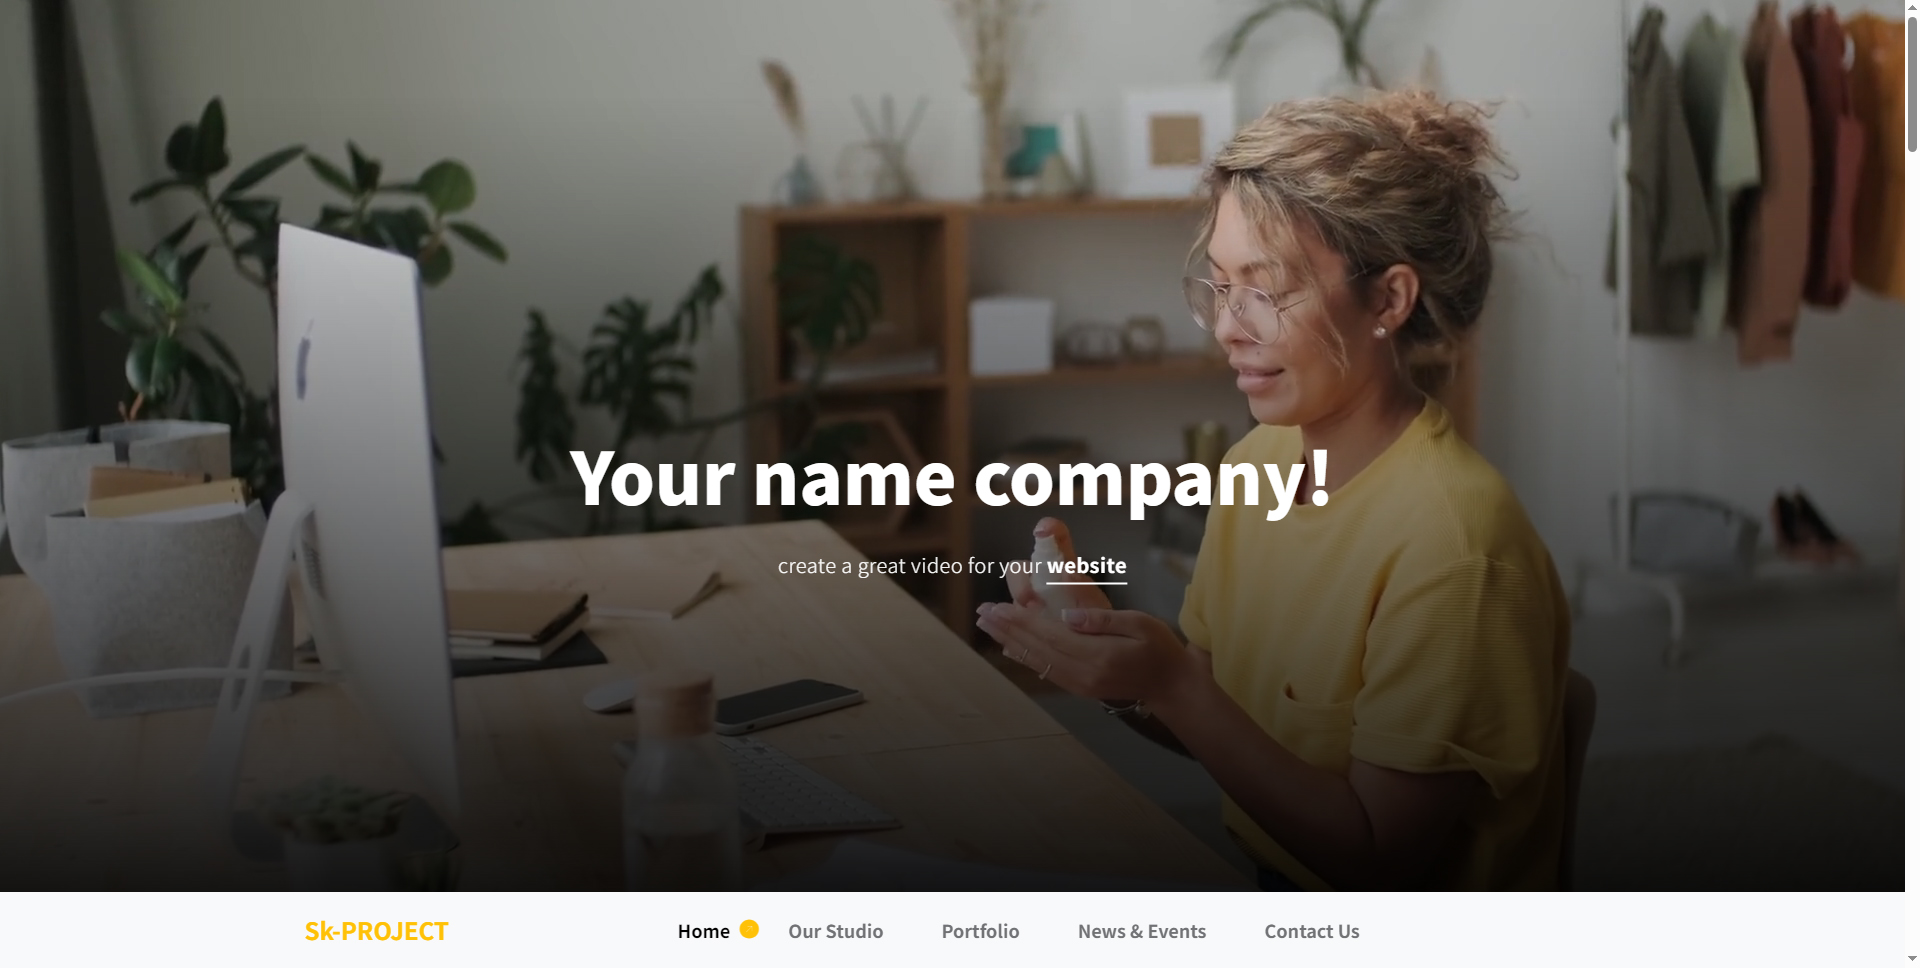 Your name company!
create a great video for your website
Sk-PROJECT
Home
Our Studio
Portfolio
News & Events
Contact Us